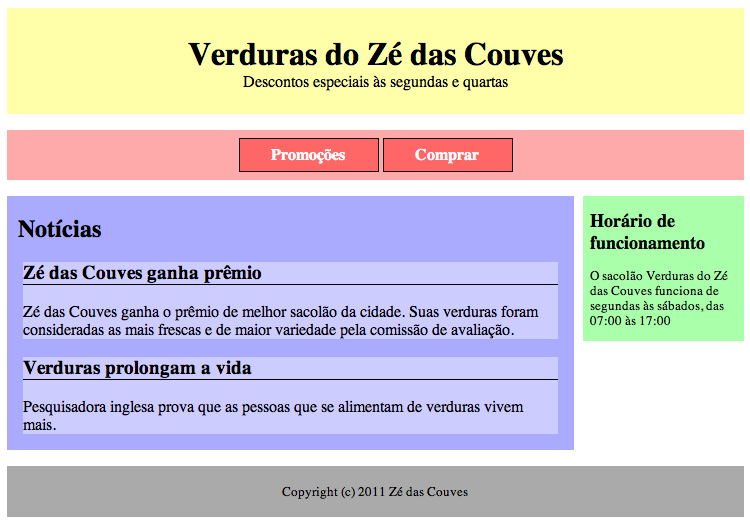 Verduras do Zé das Couves
Descontos especiais às segundas e quartas
Promoções
Comprar
Notícias
Zé das Couves ganha prêmio
Zé das Couves ganha o prêmio de melhor sacolão da cidade. Suas verduras foram
consideradas as mais frescas e de maior variedade pela comissão de avaliação.
Verduras prolongam a vida
Pesquisadora inglesa prova que as pessoas que se alimentam de verduras vivem
mais.
Horário de
funcionamento
O sacolão Verduras do Zé
das Couves funciona de
segundas às sábados, das
07:00 às 17:00
Copyright (c) 2011 Zé das Couves